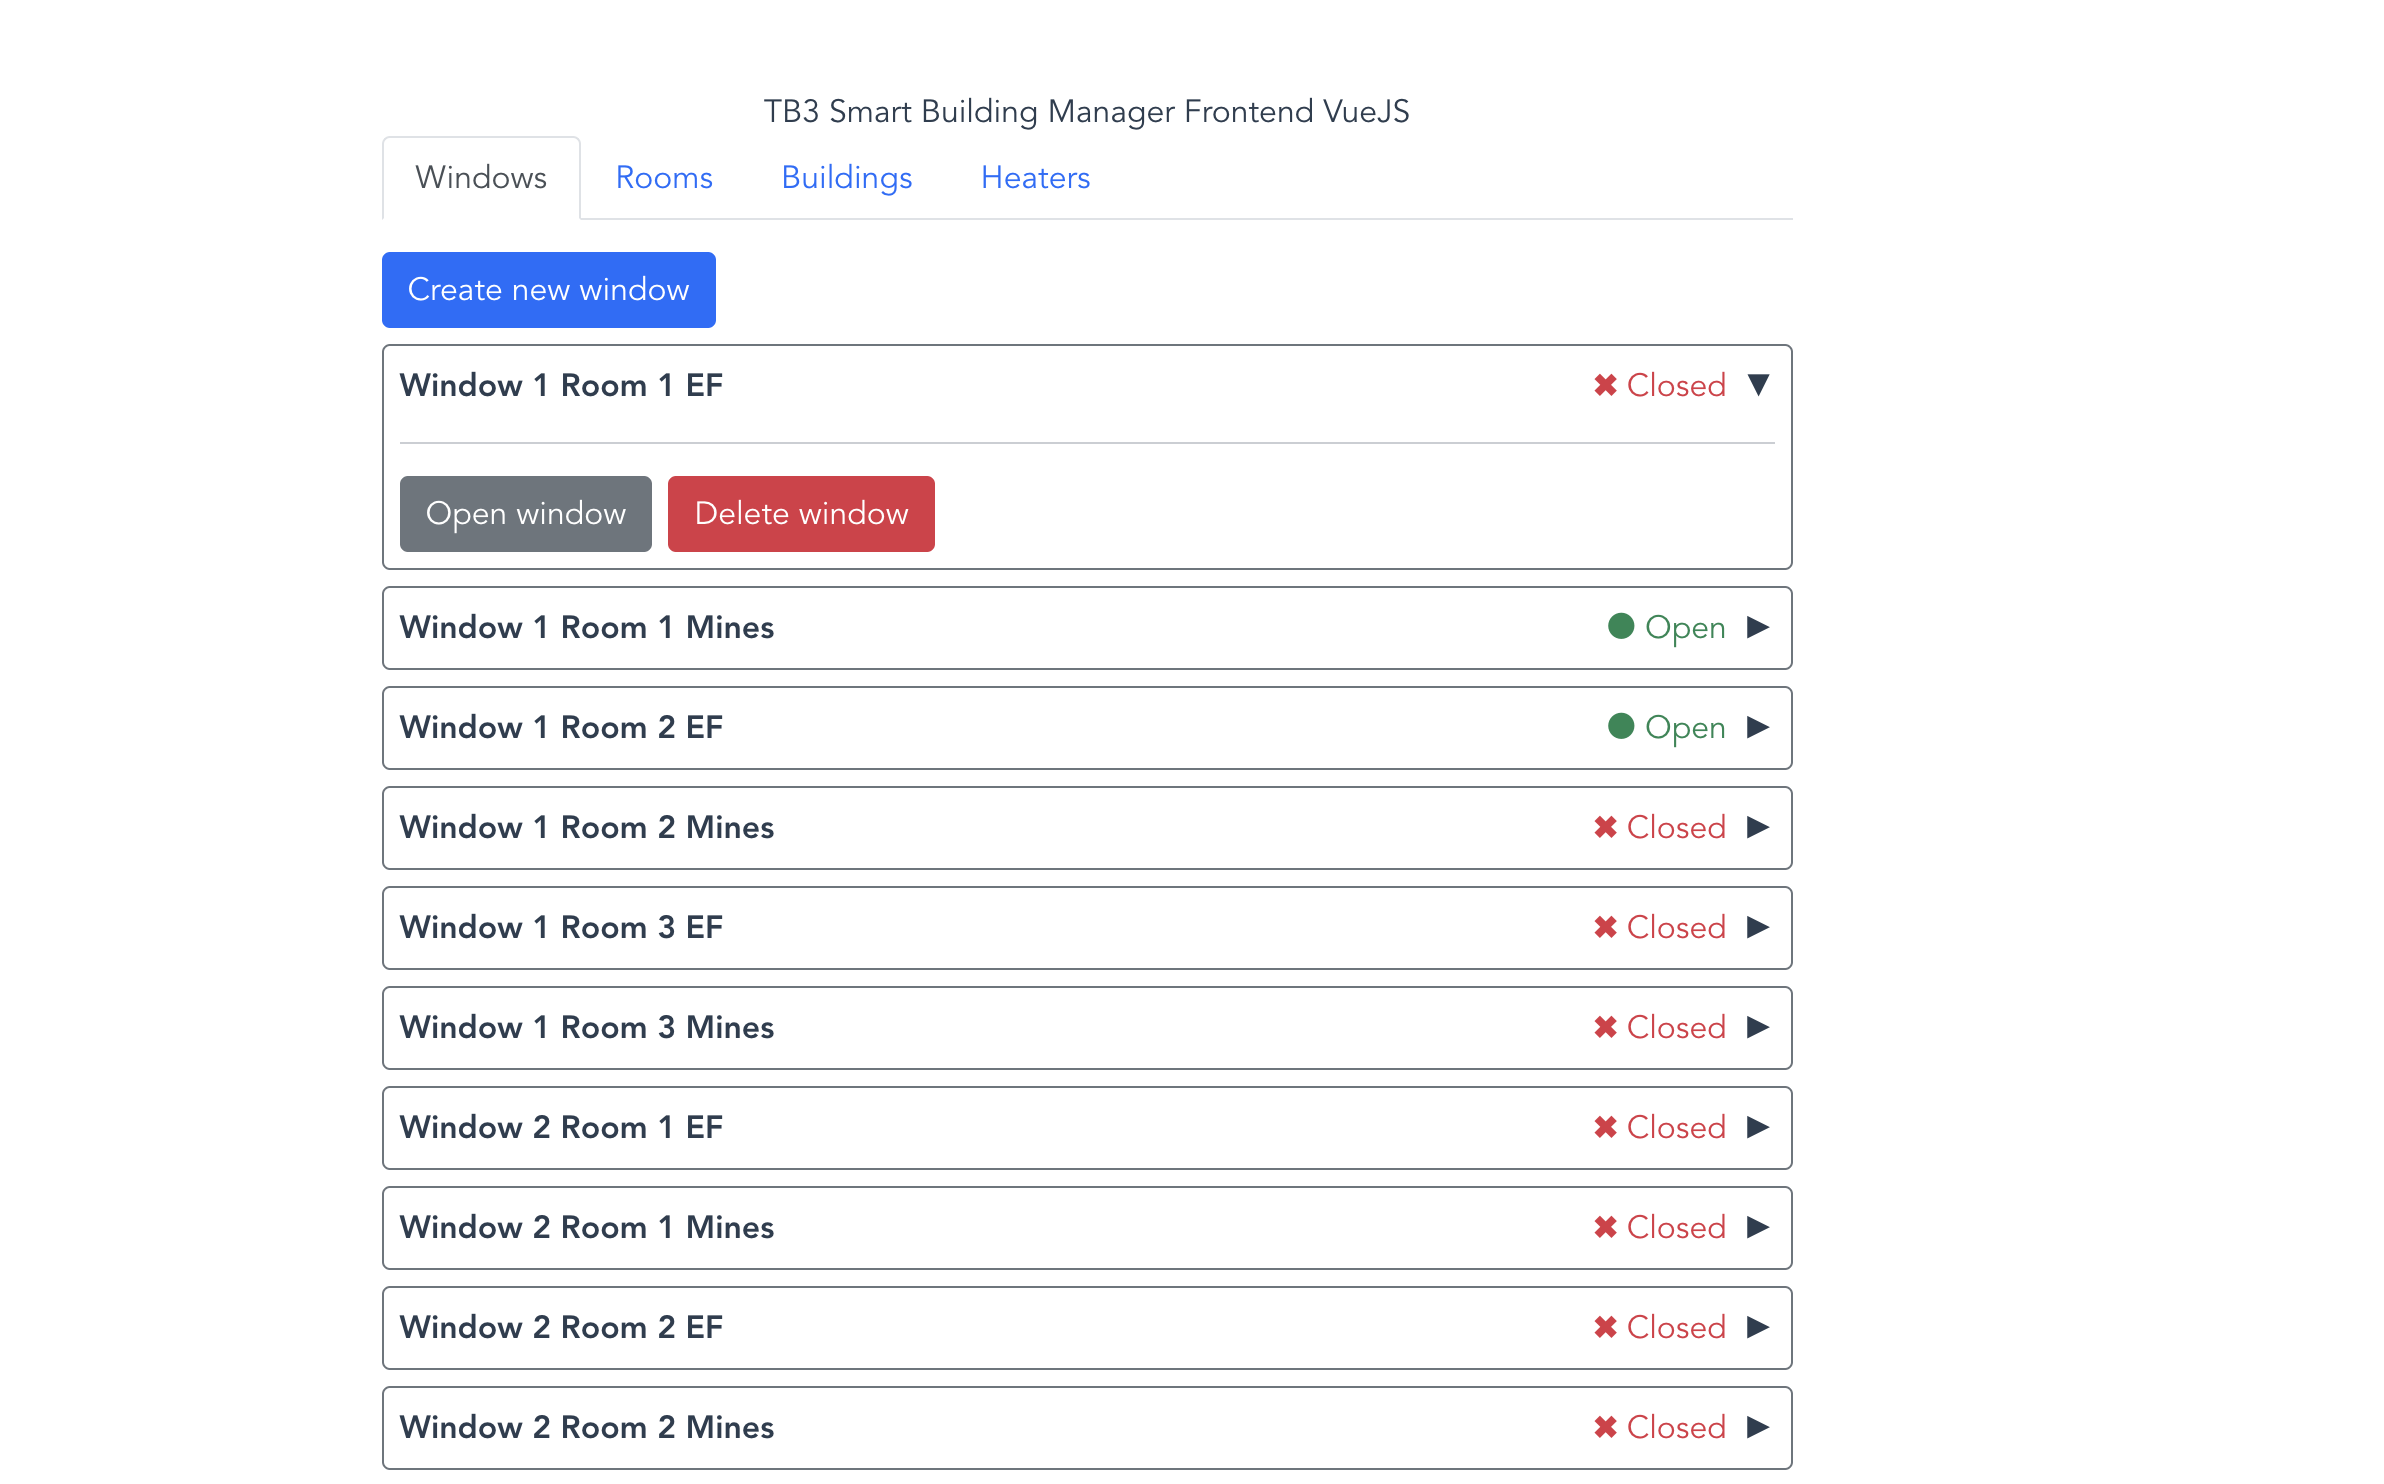 TB3 Smart Building Manager Frontend VueJS
Windows Rooms Buildings Heaters
Create new window
Window 1 Room 1 EF ✖ Closed ▼
Open window Delete window
Window 1 Room 1 Mines ● Open ▶
Window 1 Room 2 EF ● Open ▶
Window 1 Room 2 Mines ✖ Closed ▶
Window 1 Room 3 EF ✖ Closed ▶
Window 1 Room 3 Mines ✖ Closed ▶
Window 2 Room 1 EF ✖ Closed ▶
Window 2 Room 1 Mines ✖ Closed ▶
Window 2 Room 2 EF ✖ Closed ▶
Window 2 Room 2 Mines ✖ Closed ▶